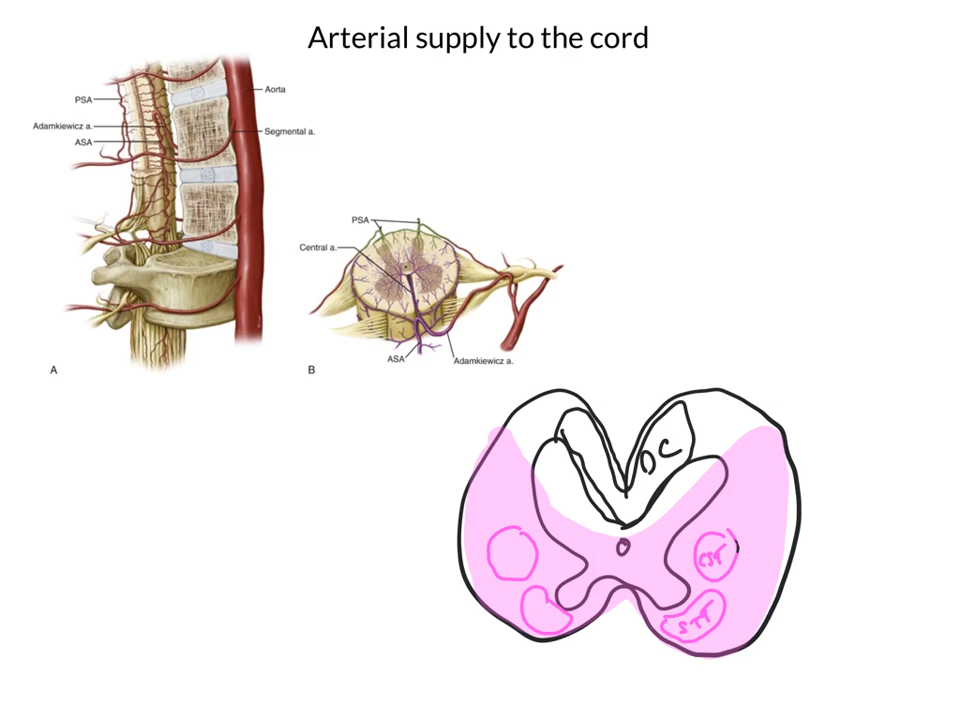 Arterial supply to the cord
PSA
Adamkiewicz a.
ASA
Aorta
Segmental a.
A
PSA
Central a.
ASA
Adamkiewicz a.
B
DC
CST
STT